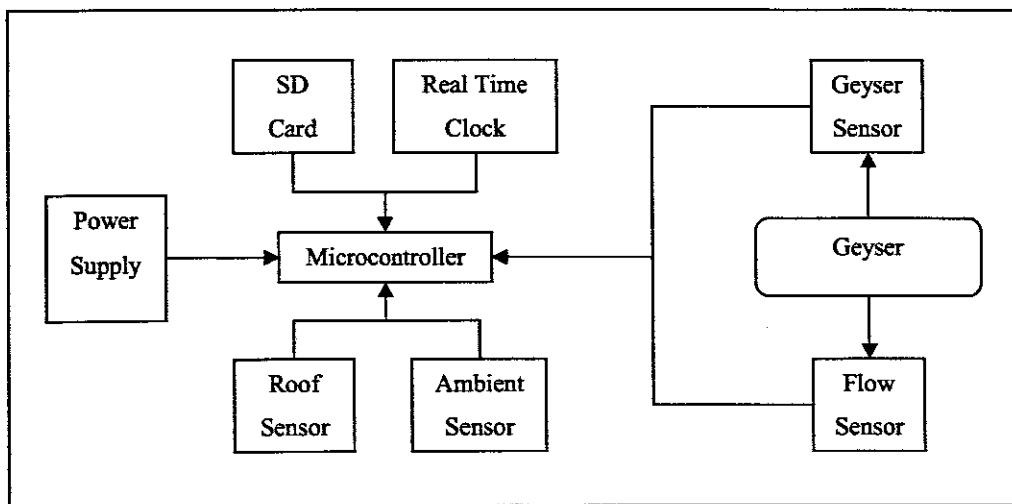 SD
Card
Real Time
Clock
Geyser
Sensor
Power
Supply
Microcontroller
Geyser
Roof
Sensor
Ambient
Sensor
Flow
Sensor